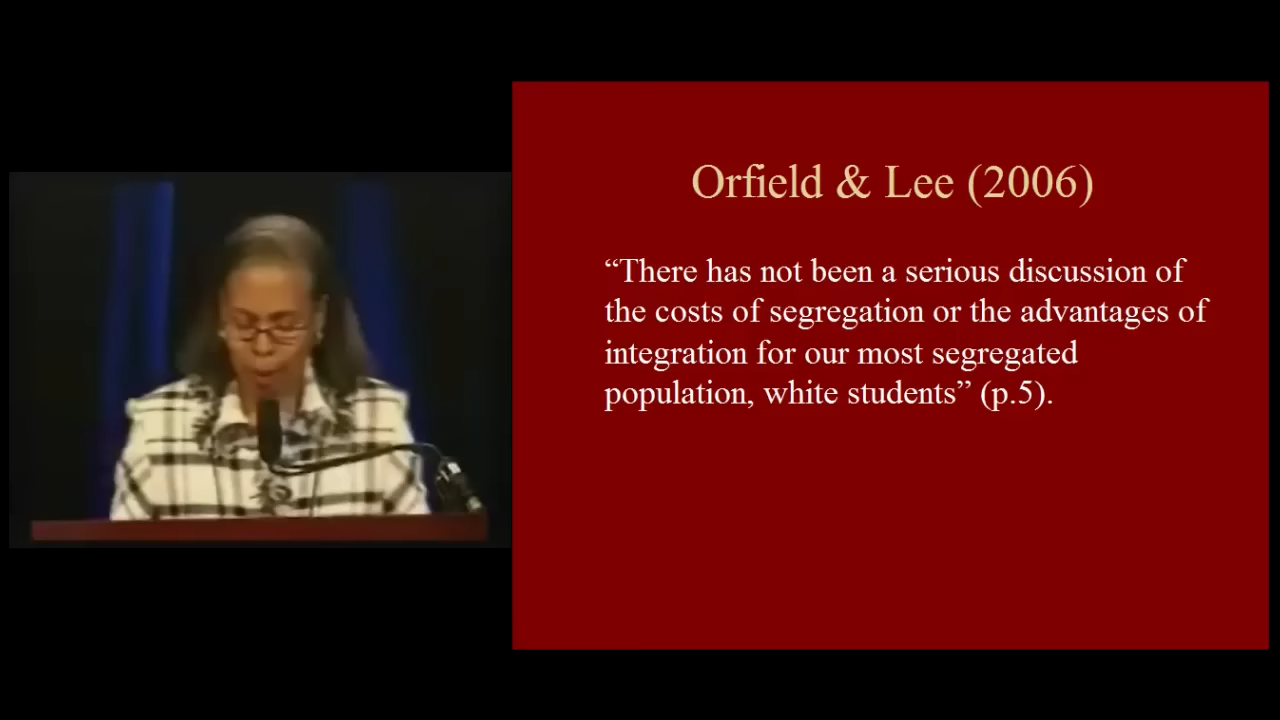 Orfield & Lee (2006)
“There has not been a serious discussion of
the costs of segregation or the advantages of
integration for our most segregated
population, white students” (p.5).